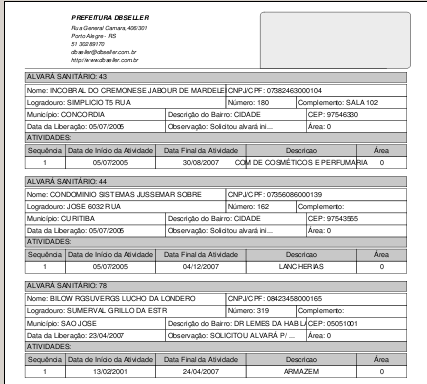 PREFEITURA DBSELLER
Rua General Camara, 406/301
Porto Alegre - RS
51 30289170
dbseller@dbseller.com.br
http://www.dbseller.com.br
ALVARÁ SANITÁRIO: 43
Nome: INCOBRAL DO CREMONESE JABOUR DE MARDELE CNPJ/CPF: 07382463000104
Logradouro: SIMPLICIO T5 RUA Número: 180 Complemento: SALA 102
Município: CONCORDIA Descrição do Bairro: CIDADE CEP: 97546330
Data da Liberação: 05/07/2005 Observação: Solicitou alvará ini... Área: 0
ATIVIDADES:
Sequência Data de Início da Atividade Data Final da Atividade Descricao Área
1 05/07/2005 30/08/2007 COM DE COSMÉTICOS E PERFUMARIA 0
ALVARÁ SANITÁRIO: 44
Nome: CONDOMINIO SISTEMAS JUSSEMAR SOBRE CNPJ/CPF: 07356086000139
Logradouro: JOSE 6032 RUA Número: 162 Complemento:
Município: CURITIBA Descrição do Bairro: CIDADE CEP: 97543565
Data da Liberação: 05/07/2005 Observação: Solicitou alvará ini... Área: 0
ATIVIDADES:
Sequência Data de Início da Atividade Data Final da Atividade Descricao Área
1 05/07/2005 04/12/2007 LANCHERIAS 0
ALVARÁ SANITÁRIO: 78
Nome: BILOW RGSUVERGS LUCHO DA LONDERO CNPJ/CPF: 08423458000165
Logradouro: SUMERVAL GRILLO DA ESTR Número: 319 Complemento:
Município: SAO JOSE Descrição do Bairro: DR LEMES DA HAB LA CEP: 05051001
Data da Liberação: 23/04/2007 Observação: SOLICITOU ALVARÁ P/ ... Área: 0
ATIVIDADES:
Sequência Data de Início da Atividade Data Final da Atividade Descricao Área
1 13/02/2001 24/04/2007 ARMAZEM 0